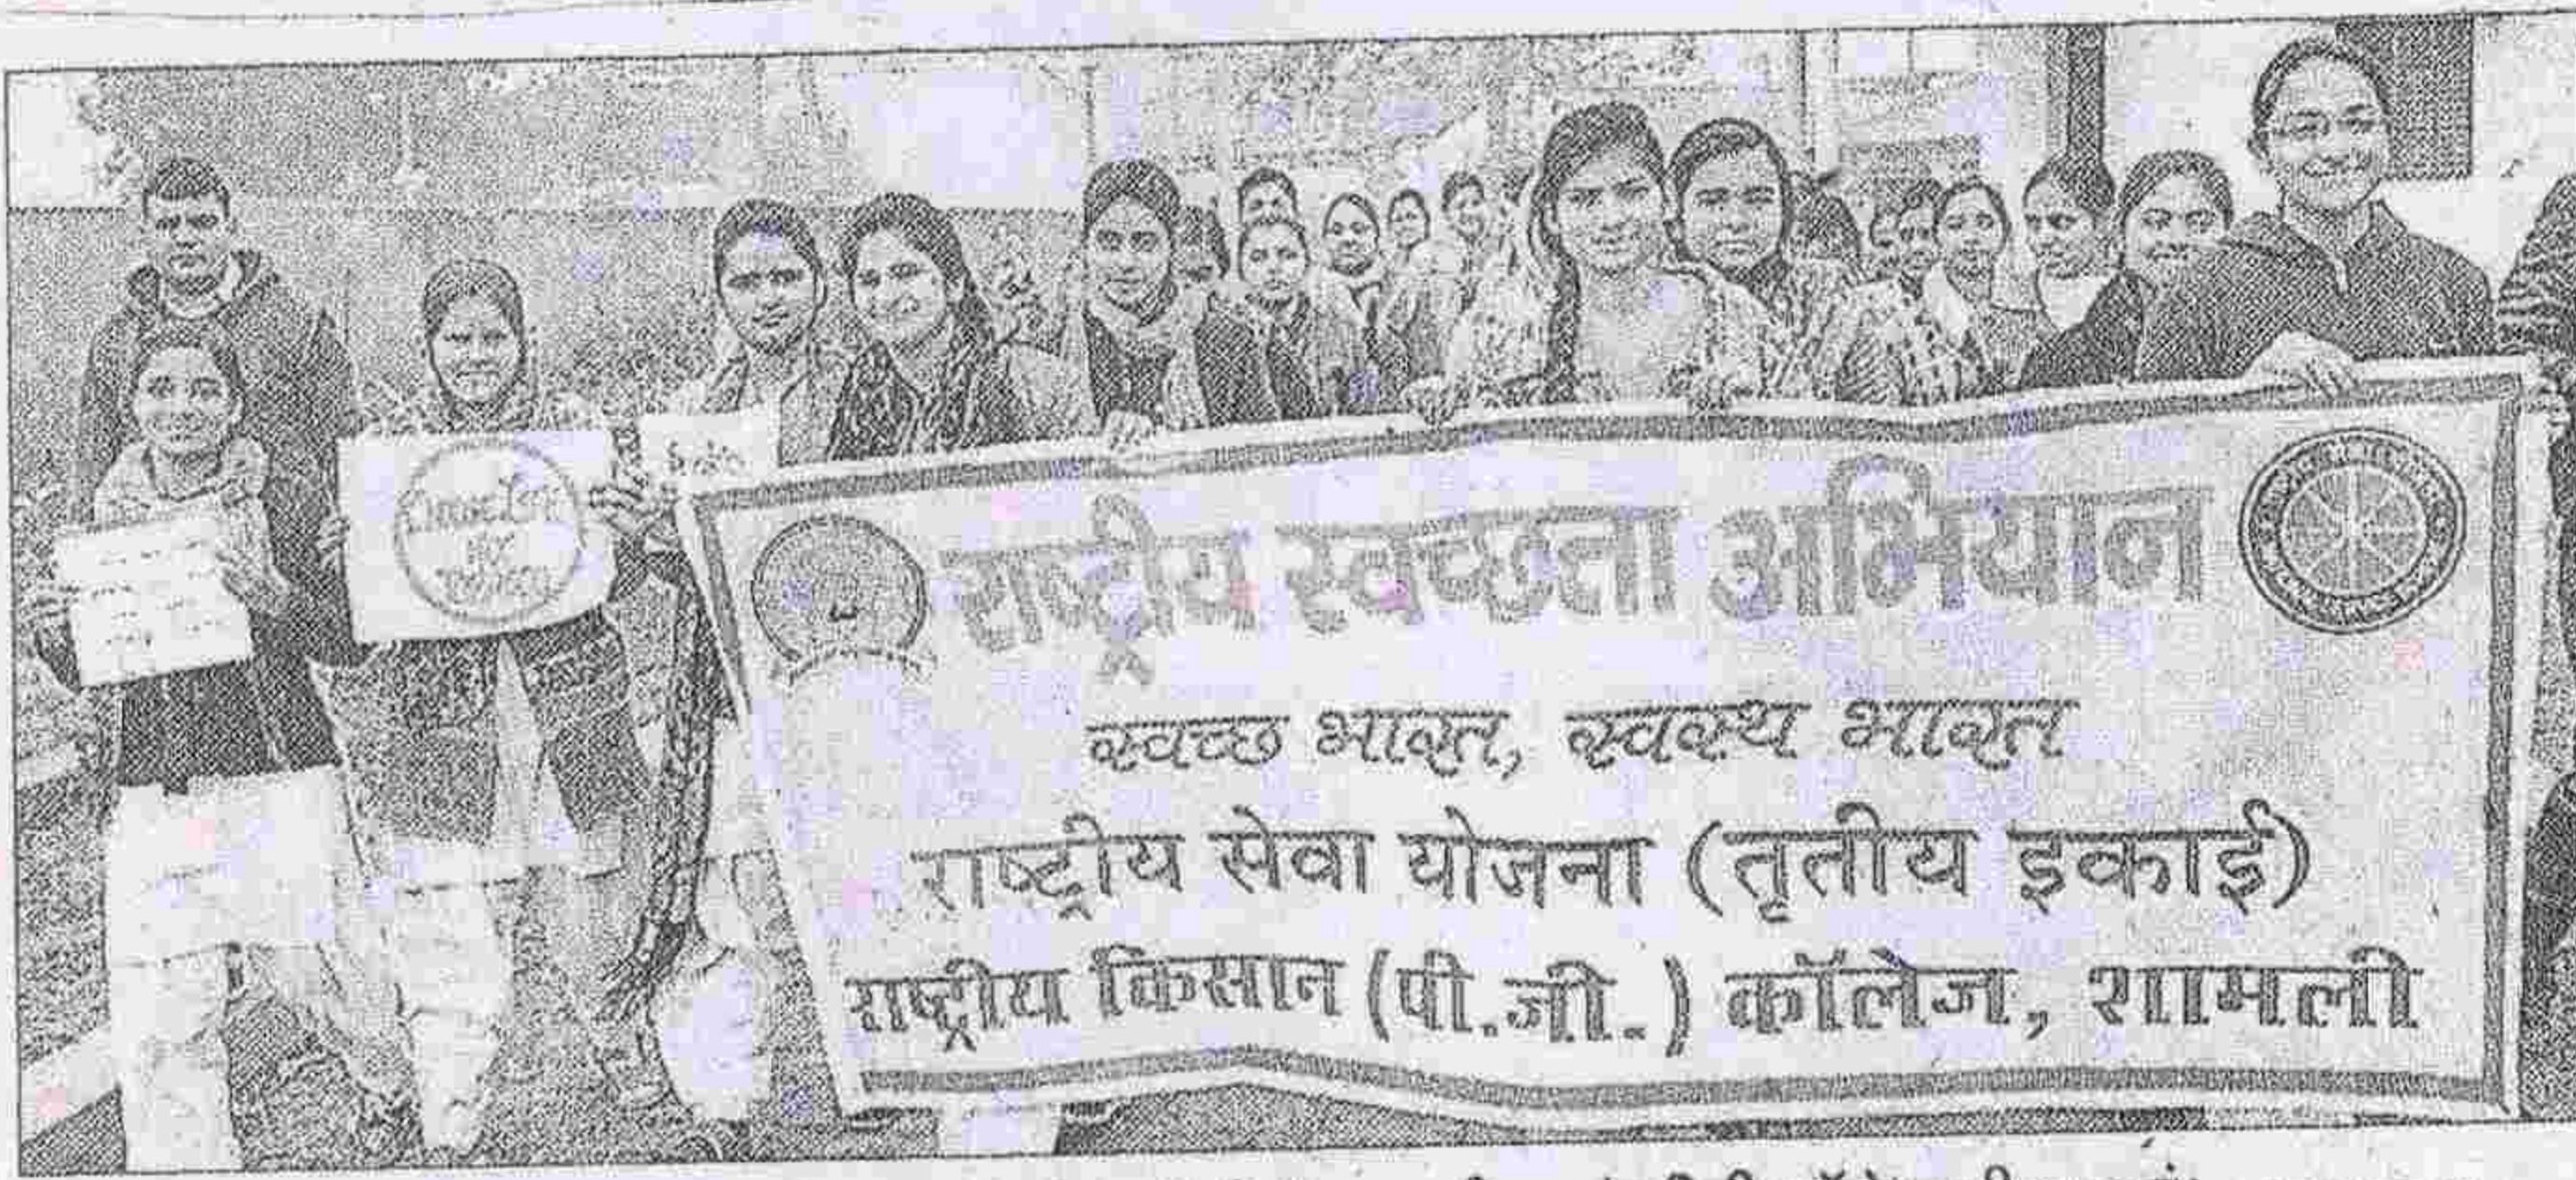 राष्ट्रीय स्वच्छता अभियान
स्वच्छ भारत, स्वस्थ भारत
राष्ट्रीय सेवा योजना (तृतीय इकाई)
राष्ट्रीय किसान (पी.जी.) कॉलेज, शामली